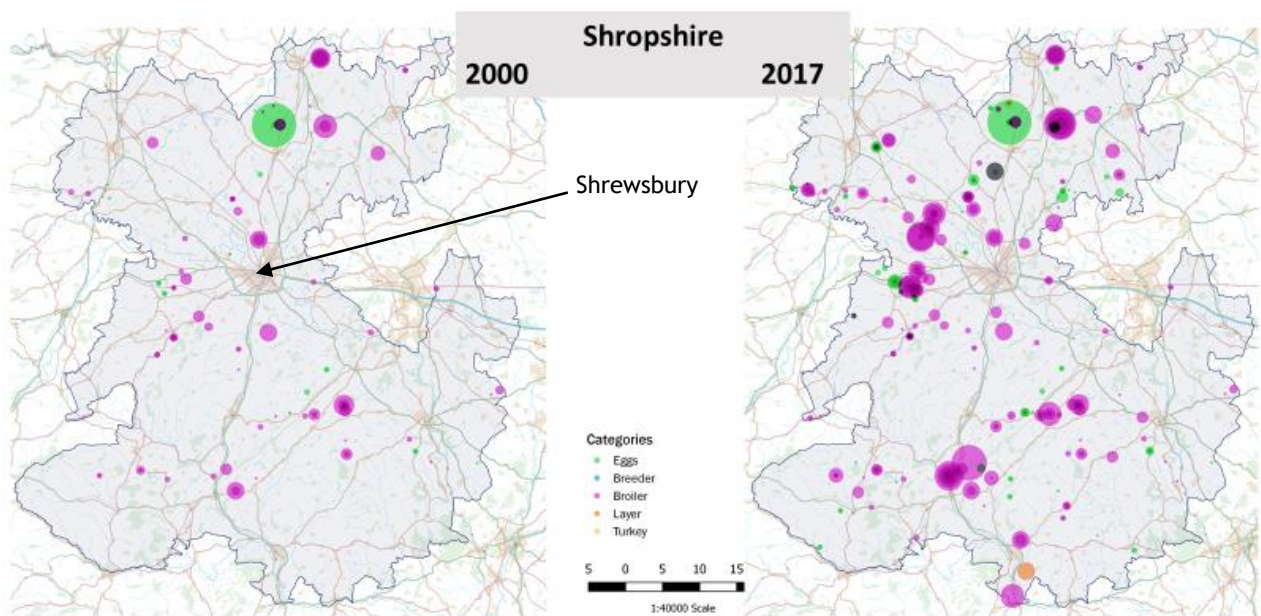 Shropshire
2000 2017
Shrewsbury
Categories
Eggs
Breeder
Broiler
Layer
Turkey
5 0 5 10 15
1:40000 Scale